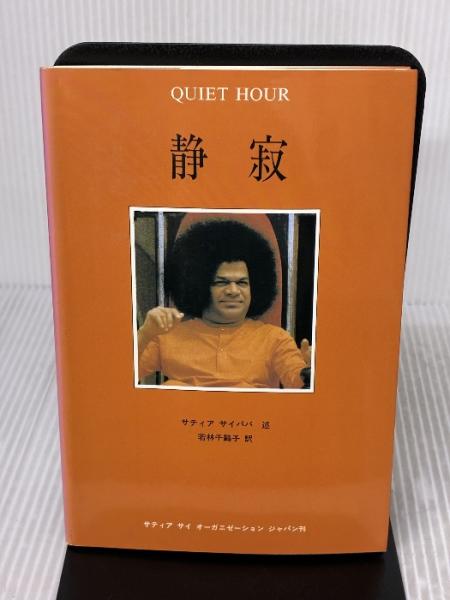 QUIET HOUR
静寂
サティア サイババ 述
若林千鶴子 訳
サティア サイ オーガニゼーション ジャパン刊